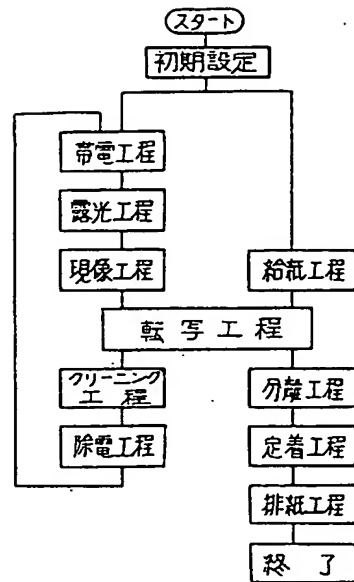 スタート
初期設定
帯電工程
露光工程
現像工程
給紙工程
転写工程
クリーニング
工程
分離工程
除電工程
定着工程
排紙工程
終了